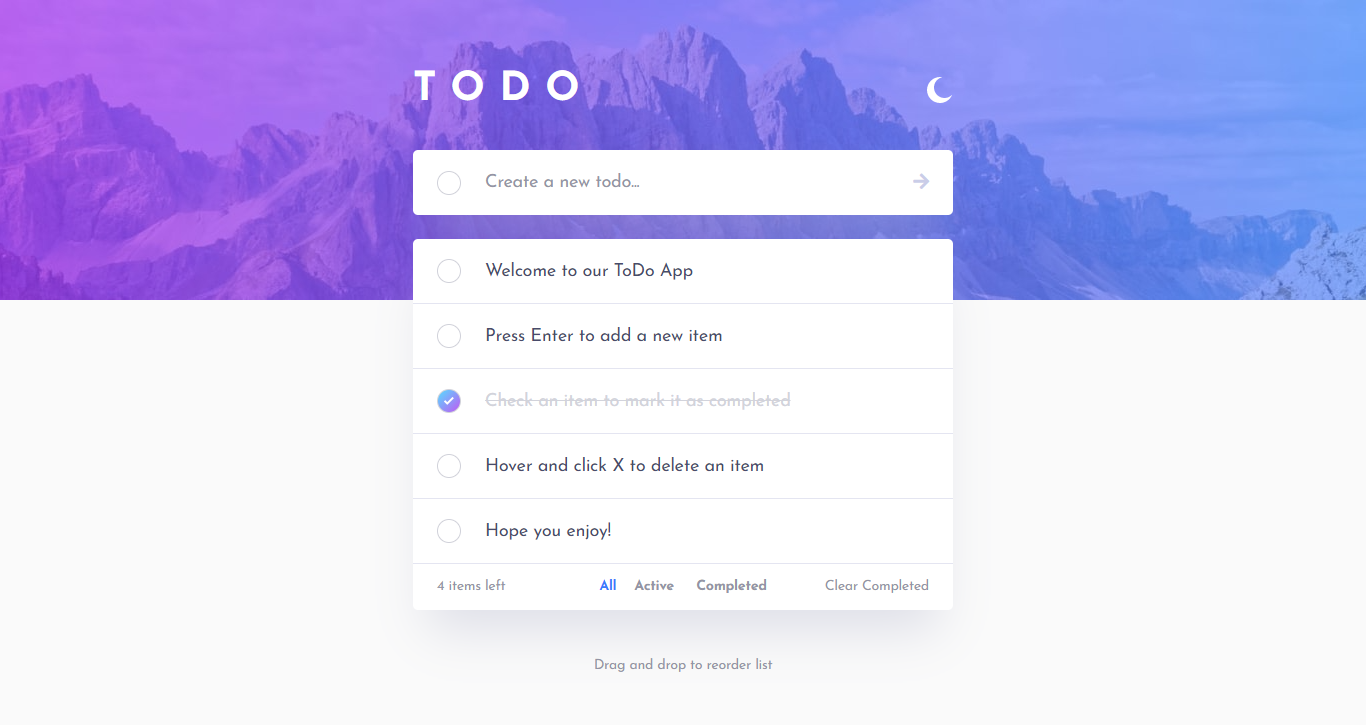 TODO
Create a new todo...
Welcome to our ToDo App
Press Enter to add a new item
Check an item to mark it as completed
Hover and click X to delete an item
Hope you enjoy!
4 items left All Active Completed Clear Completed
Drag and drop to reorder list